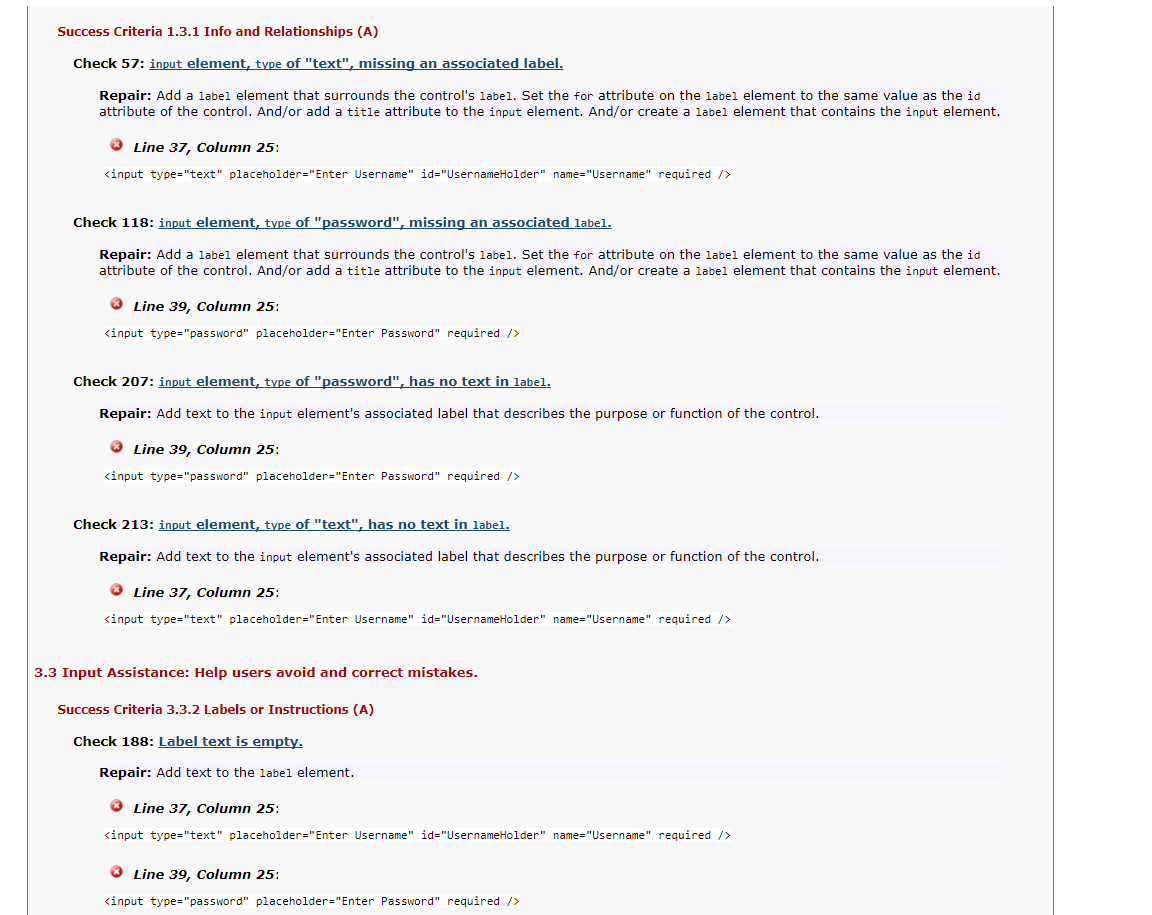 Success Criteria 1.3.1 Info and Relationships (A)
Check 57: input element, type of "text", missing an associated label.
Repair: Add a label element that surrounds the control's label. Set the for attribute on the label element to the same value as the id
attribute of the control. And/or add a title attribute to the input element. And/or create a label element that contains the input element.
Line 37, Column 25:
<input type="text" placeholder="Enter Username" id="UsernameHolder" name="Username" required />
Check 118: input element, type of "password", missing an associated label.
Repair: Add a label element that surrounds the control's label. Set the for attribute on the label element to the same value as the id
attribute of the control. And/or add a title attribute to the input element. And/or create a label element that contains the input element.
Line 39, Column 25:
<input type="password" placeholder="Enter Password" required />
Check 207: input element, type of "password", has no text in label.
Repair: Add text to the input element's associated label that describes the purpose or function of the control.
Line 39, Column 25:
<input type="password" placeholder="Enter Password" required />
Check 213: input element, type of "text", has no text in label.
Repair: Add text to the input element's associated label that describes the purpose or function of the control.
Line 37, Column 25:
<input type="text" placeholder="Enter Username" id="UsernameHolder" name="Username" required />
3.3 Input Assistance: Help users avoid and correct mistakes.
Success Criteria 3.3.2 Labels or Instructions (A)
Check 188: Label text is empty.
Repair: Add text to the label element.
Line 37, Column 25:
<input type="text" placeholder="Enter Username" id="UsernameHolder" name="Username" required />
Line 39, Column 25:
<input type="password" placeholder="Enter Password" required />